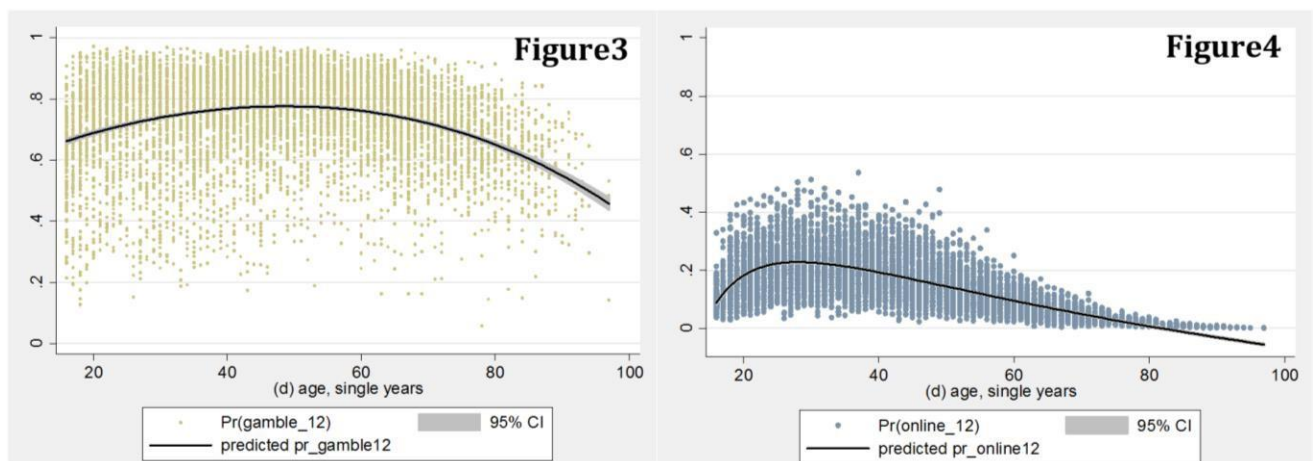 Figure3
1
.8
.6
.4
.2
0
20 40 60 80 100
(d) age, single years
Pr(gamble_12) 95% CI
predicted pr_gamble12
Figure4
1
.8
.6
.4
.2
0
20 40 60 80 100
(d) age, single years
Pr(online_12) 95% CI
predicted pr_online12